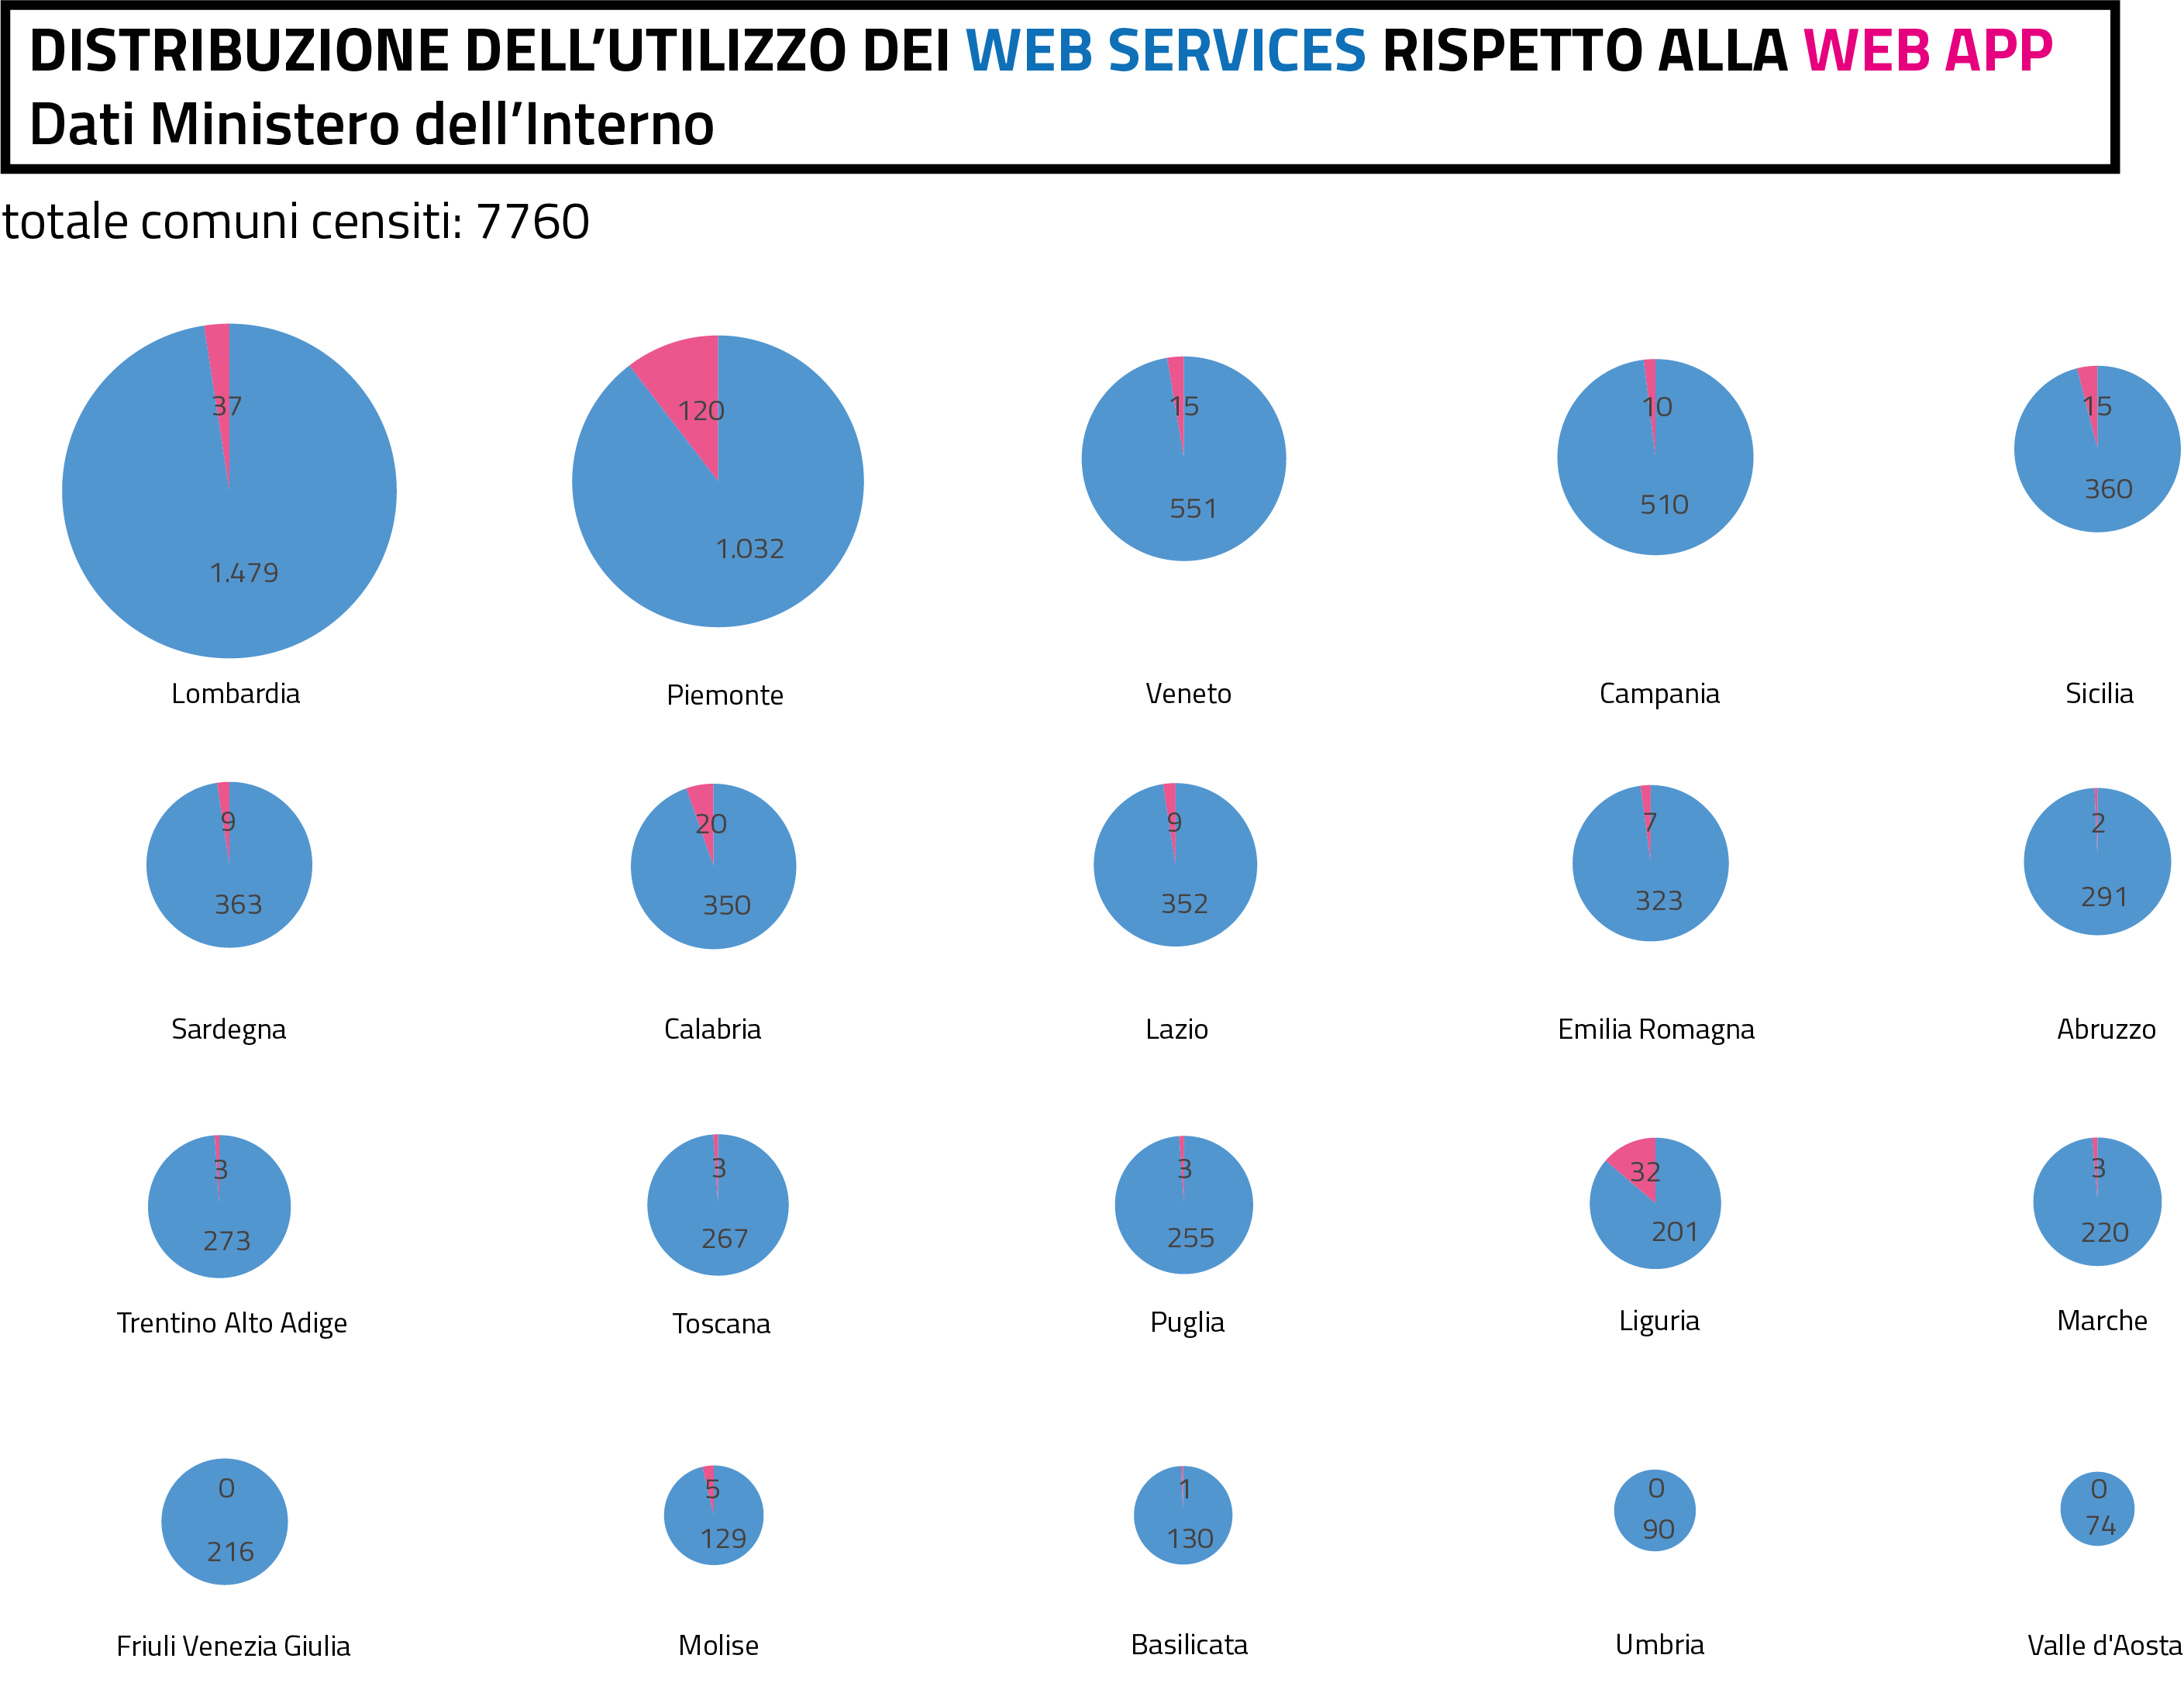 DISTRIBUZIONE DELL’UTILIZZO DEI WEB SERVICES RISPETTO ALLA WEB APP
Dati Ministero dell’Interno
totale comuni censiti: 7760
37
1.479
Lombardia
120
1.032
Piemonte
15
551
Veneto
10
510
Campania
15
360
Sicilia
9
363
Sardegna
20
350
Calabria
9
352
Lazio
7
323
Emilia Romagna
2
291
Abruzzo
3
273
Trentino Alto Adige
3
267
Toscana
3
255
Puglia
32
201
Liguria
3
220
Marche
0
216
Friuli Venezia Giulia
5
129
Molise
1
130
Basilicata
0
90
Umbria
0
74
Valle d'Aosta